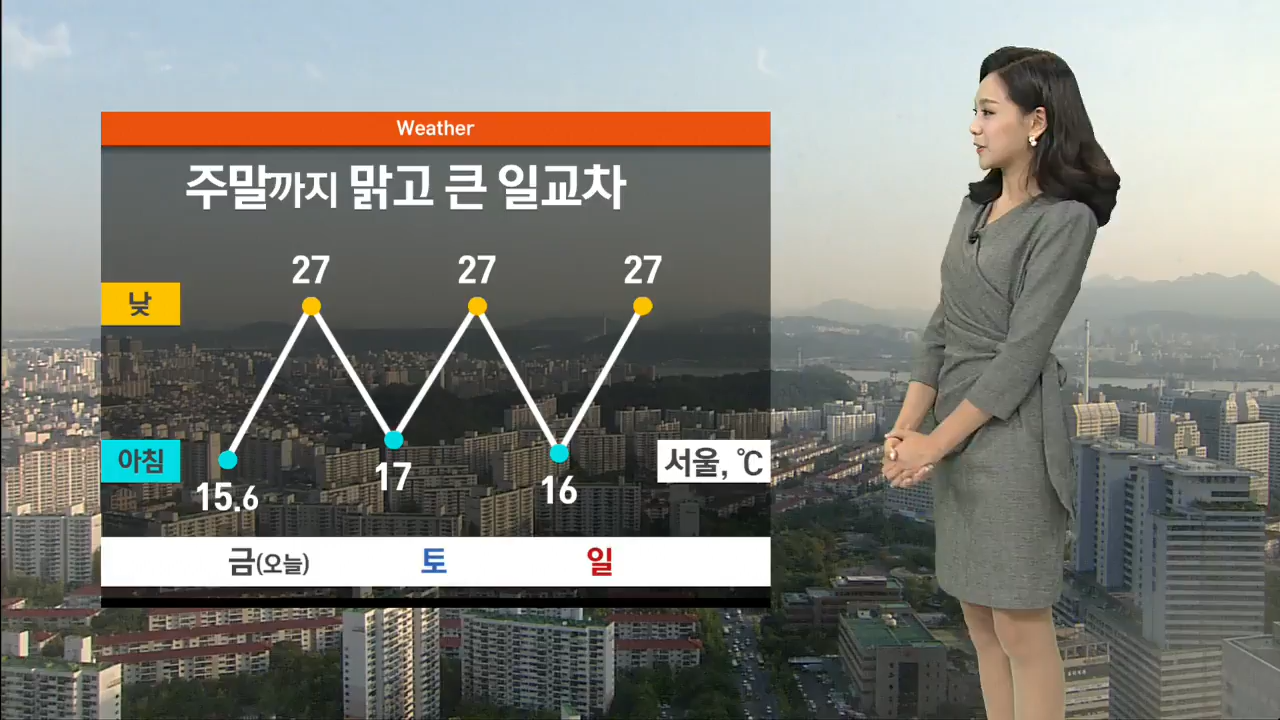 Weather
주말까지 맑고 큰 일교차
27 27 27
낮
아침
15.6 17 16
서울, ℃
금(오늘) 토 일